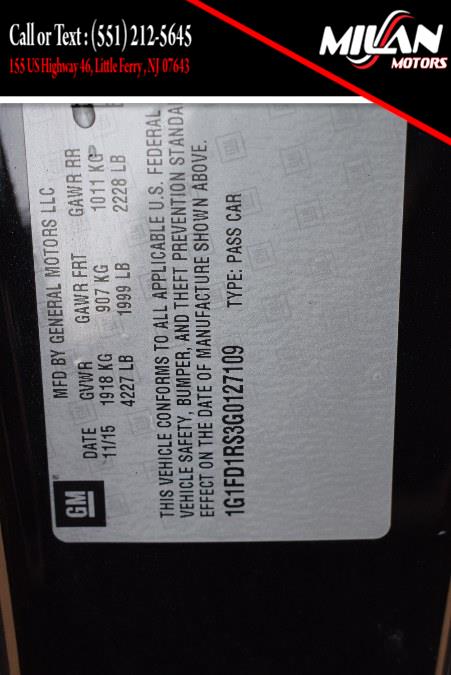 Call or Text : (551) 212-5645
155 US Highway 46, Little Ferry, NJ 07643
MILAN
MOTORS
MFD BY GENERAL MOTORS LLC
DATE GVWR GAWR FRT GAWR RR
11/15 1918 KG 907 KG 1011 KG
4227 LB 1999 LB 2228 LB
THIS VEHICLE CONFORMS TO ALL APPLICABLE U.S. FEDERAL
VEHICLE SAFETY, BUMPER, AND THEFT PREVENTION STANDA
EFFECT ON THE DATE OF MANUFACTURE SHOWN ABOVE.
1G1FD1RS3G0127109 TYPE: PASS CAR
GM